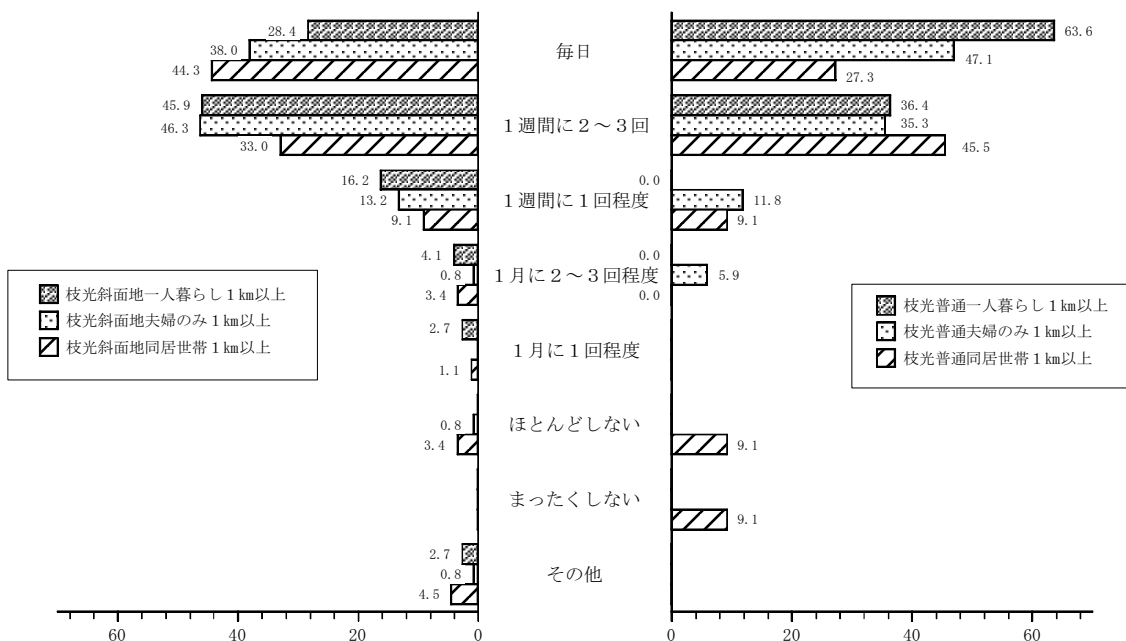 28.4
38.0
44.3
毎日
63.6
47.1
27.3
45.9
46.3
33.0
1週間に2～3回
36.4
35.3
45.5
16.2
13.2
9.1
1週間に1回程度
0.0
11.8
9.1
4.1
0.8
3.4
1月に2～3回程度
0.0
5.9
0.0
枝光斜面地一人暮らし1㎞以上
枝光斜面地夫婦のみ1㎞以上
枝光斜面地同居世帯1㎞以上
枝光普通一人暮らし1㎞以上
枝光普通夫婦のみ1㎞以上
枝光普通同居世帯1㎞以上
2.7
1.1
1月に1回程度
0.8
3.4
ほとんどしない
9.1
まったくしない
9.1
2.7
0.8
4.5
その他
60 40 20 0
0 20 40 60